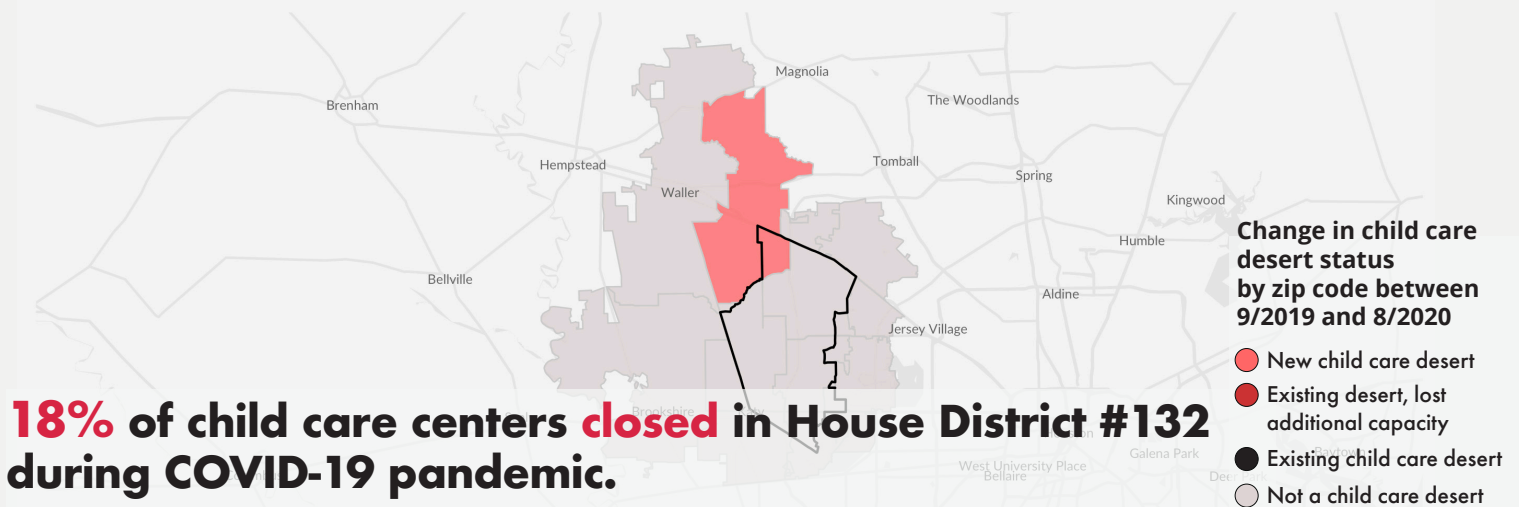 Magnolia
Brenham
The Woodlands
Hempstead
Tomball
Spring
Waller
Kingwood
Humble
Bellville
Aldine
Jersey Village
Change in child care
desert status
by zip code between
9/2019 and 8/2020
New child care desert
Existing desert, lost
additional capacity
Existing child care desert
Not a child care desert
Brookshire
18% of child care centers closed in House District #132
during COVID-19 pandemic.
Galena Park
Baytown
West University Place
Bellaire